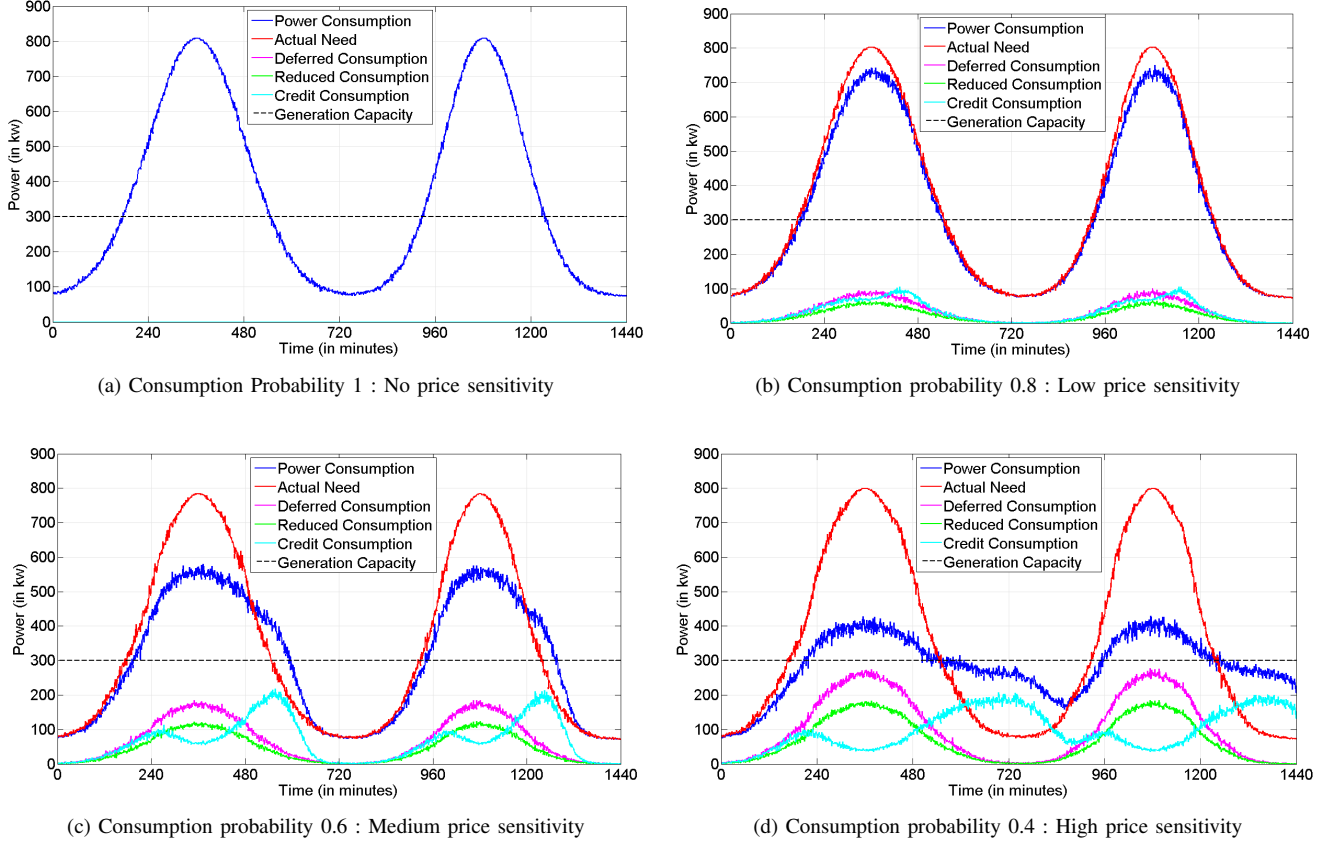 900
800
700
600
500
400
300
200
100
0
Power (in kw)
Power Consumption
Actual Need
Deferred Consumption
Reduced Consumption
Credit Consumption
Generation Capacity
0 240 480 720 960 1200 1440
Time (in minutes)
(a) Consumption Probability 1 : No price sensitivity
900
800
700
600
500
400
300
200
100
0
Power (in kw)
Power Consumption
Actual Need
Deferred Consumption
Reduced Consumption
Credit Consumption
Generation Capacity
0 240 480 720 960 1200 1440
Time (in minutes)
(b) Consumption probability 0.8 : Low price sensitivity
900
800
700
600
500
400
300
200
100
0
Power (in kw)
Power Consumption
Actual Need
Deferred Consumption
Reduced Consumption
Credit Consumption
Generation Capacity
0 240 480 720 960 1200 1440
Time (in minutes)
(c) Consumption probability 0.6 : Medium price sensitivity
900
800
700
600
500
400
300
200
100
0
Power (in kw)
Power Consumption
Actual Need
Deferred Consumption
Reduced Consumption
Credit Consumption
Generation Capacity
0 240 480 720 960 1200 1440
Time (in minutes)
(d) Consumption probability 0.4 : High price sensitivity